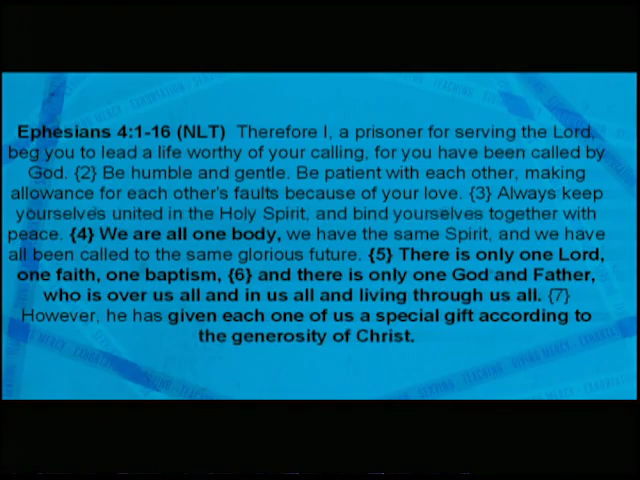 Ephesians 4:1-16 (NLT) Therefore I, a prisoner for serving the Lord,
beg you to lead a life worthy of your calling, for you have been called by
God. {2} Be humble and gentle. Be patient with each other, making
allowance for each other's faults because of your love. {3} Always keep
yourselves united in the Holy Spirit, and bind yourselves together with
peace. {4} We are all one body, we have the same Spirit, and we have
all been called to the same glorious future. {5} There is only one Lord,
one faith, one baptism, {6} and there is only one God and Father,
who is over us all and in us all and living through us all. {7}
However, he has given each one of us a special gift according to
the generosity of Christ.
SERVING TEACHING GIVING MERCY